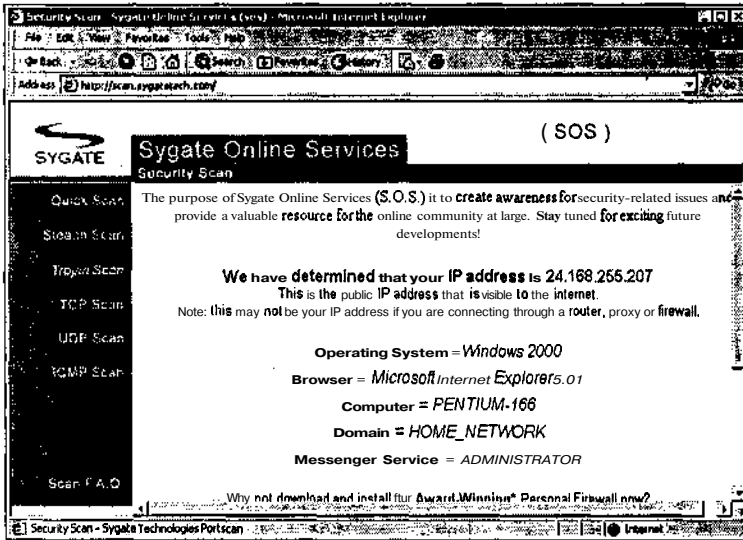 Security Scan - Sygate Online Services (sys) - Microsoft Internet Explorer
File Edit View Favorites Tools Help
Back Search Favorites History
Address http://scan.sygatetech.com/ Go
SYGATE
Sygate Online Services
( SOS )
Security Scan
Quick Scan
Stealth Scan
Trojan Scan
TCP Scan
UDP Scan
ICMP Scan
Scan F.A.Q
The purpose of Sygate Online Services (S.O.S.) it to create awareness for security-related issues and
provide a valuable resource for the online community at large. Stay tuned for exciting future
developments!
We have determined that your IP address is 24.168.255.207
This is the public IP address that is visible to the internet.
Note: this may not be your IP address if you are connecting through a router, proxy or firewall.
Operating System = Windows 2000
Browser = Microsoft Internet Explorer 5.01
Computer = PENTIUM-166
Domain = HOME_NETWORK
Messenger Service = ADMINISTRATOR
Why not download and install our Award-Winning* Personal Firewall now?
Security Scan - Sygate Technologies Portscan Internet